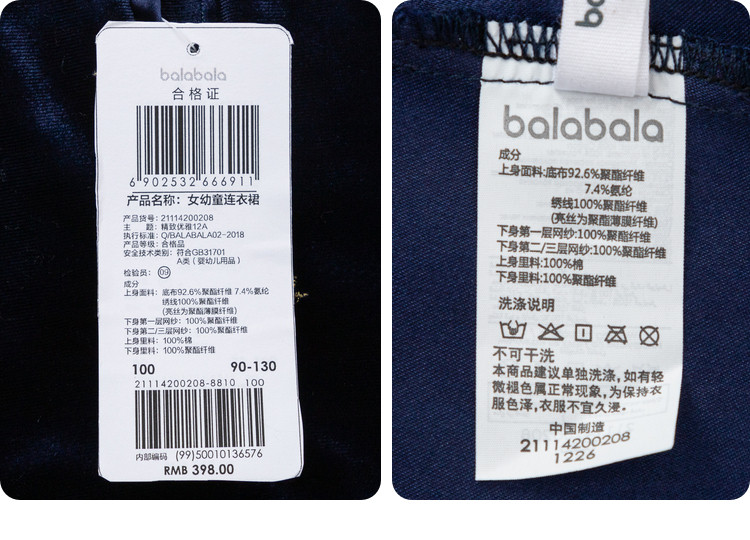 balabala
合格证
6 902532 666911
产品名称：女幼童连衣裙
产品货号：21114200208
主　题：精致优雅12A
执行标准：Q/BALABALA02-2018
产品等级：合格品
安全技术类别：符合GB31701
A类（婴幼儿用品）
检验员：09
成分
上身面料：底布92.6%聚酯纤维 7.4%氨纶
绣线100%聚酯纤维
(亮丝为聚酯薄膜纤维)
下身第一层网纱：100%聚酯纤维
下身第二/三层网纱：100%聚酯纤维
上身里料：100%棉
下身里料：100%聚酯纤维
100 90-130
21114200208-8810 100
内部编码 (99)50010136576
RMB 398.00
balabala
成分
上身面料:底布92.6%聚酯纤维
7.4%氨纶
绣线100%聚酯纤维
(亮丝为聚酯薄膜纤维)
下身第一层网纱:100%聚酯纤维
下身第二/三层网纱:100%聚酯纤维
上身里料:100%棉
下身里料:100%聚酯纤维
洗涤说明
不可干洗
本商品建议单独洗涤，如有轻
微褪色属正常现象，为保持衣
服色泽，衣服不宜久浸。
中国制造
21114200208
1226